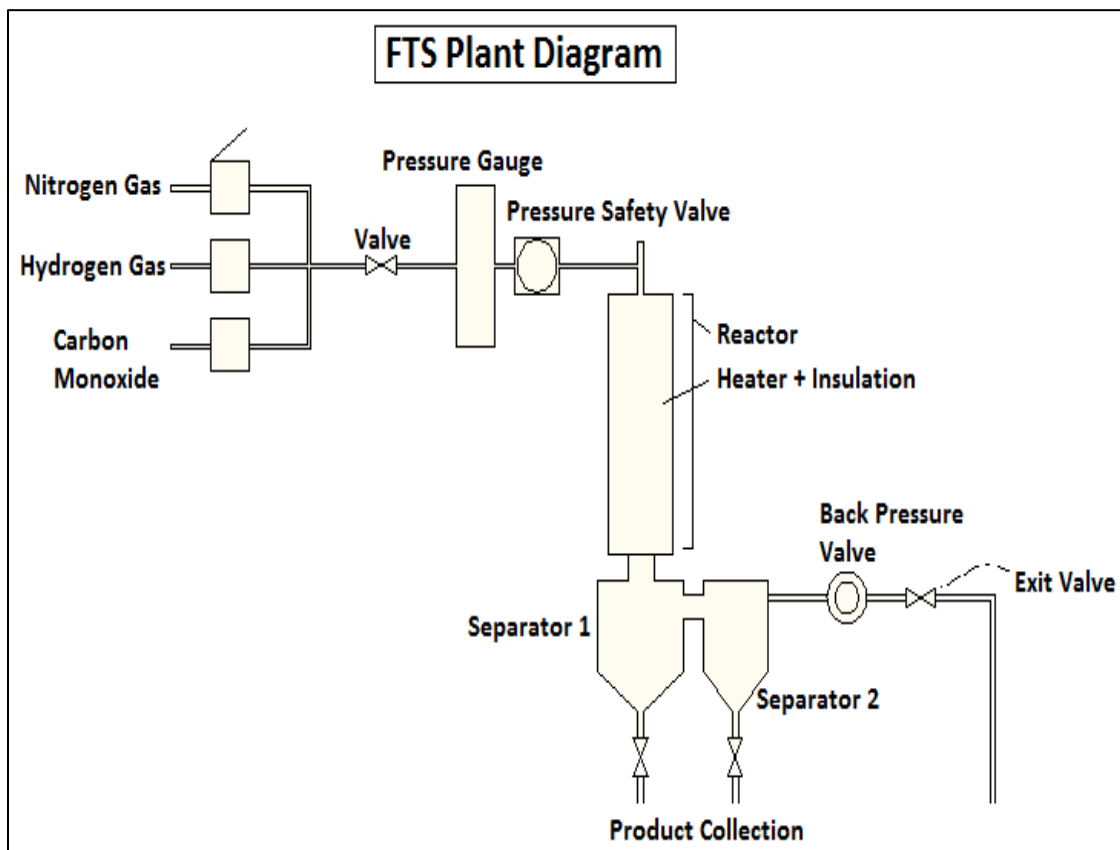 FTS Plant Diagram
Pressure Gauge
Nitrogen Gas
Pressure Safety Valve
Valve
Hydrogen Gas
Carbon
Monoxide
Reactor
Heater + Insulation
Back Pressure
Valve
Exit Valve
Separator 1
Separator 2
Product Collection